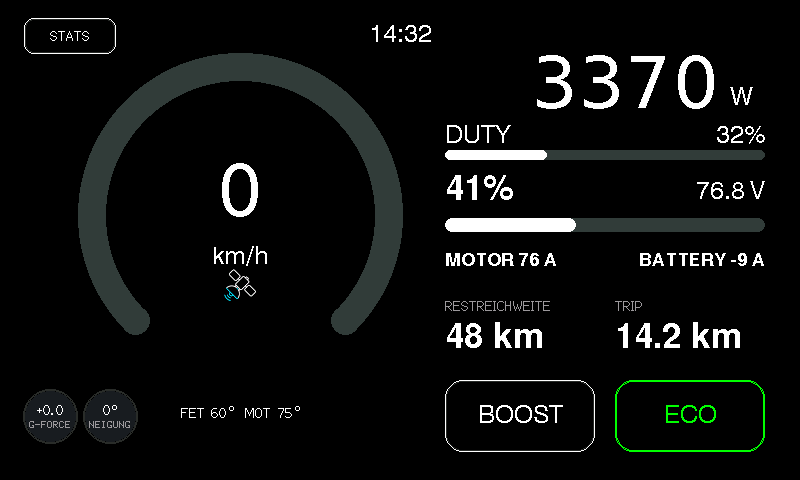 STATS
14:32
3370 W
DUTY 32%
41% 76.8 V
0
km/h
MOTOR 76 A BATTERY -9 A
RESTREICHWEITE TRIP
48 km 14.2 km
+0.0 0°
G-FORCE NEIGUNG
FET 60° MOT 75°
BOOST ECO